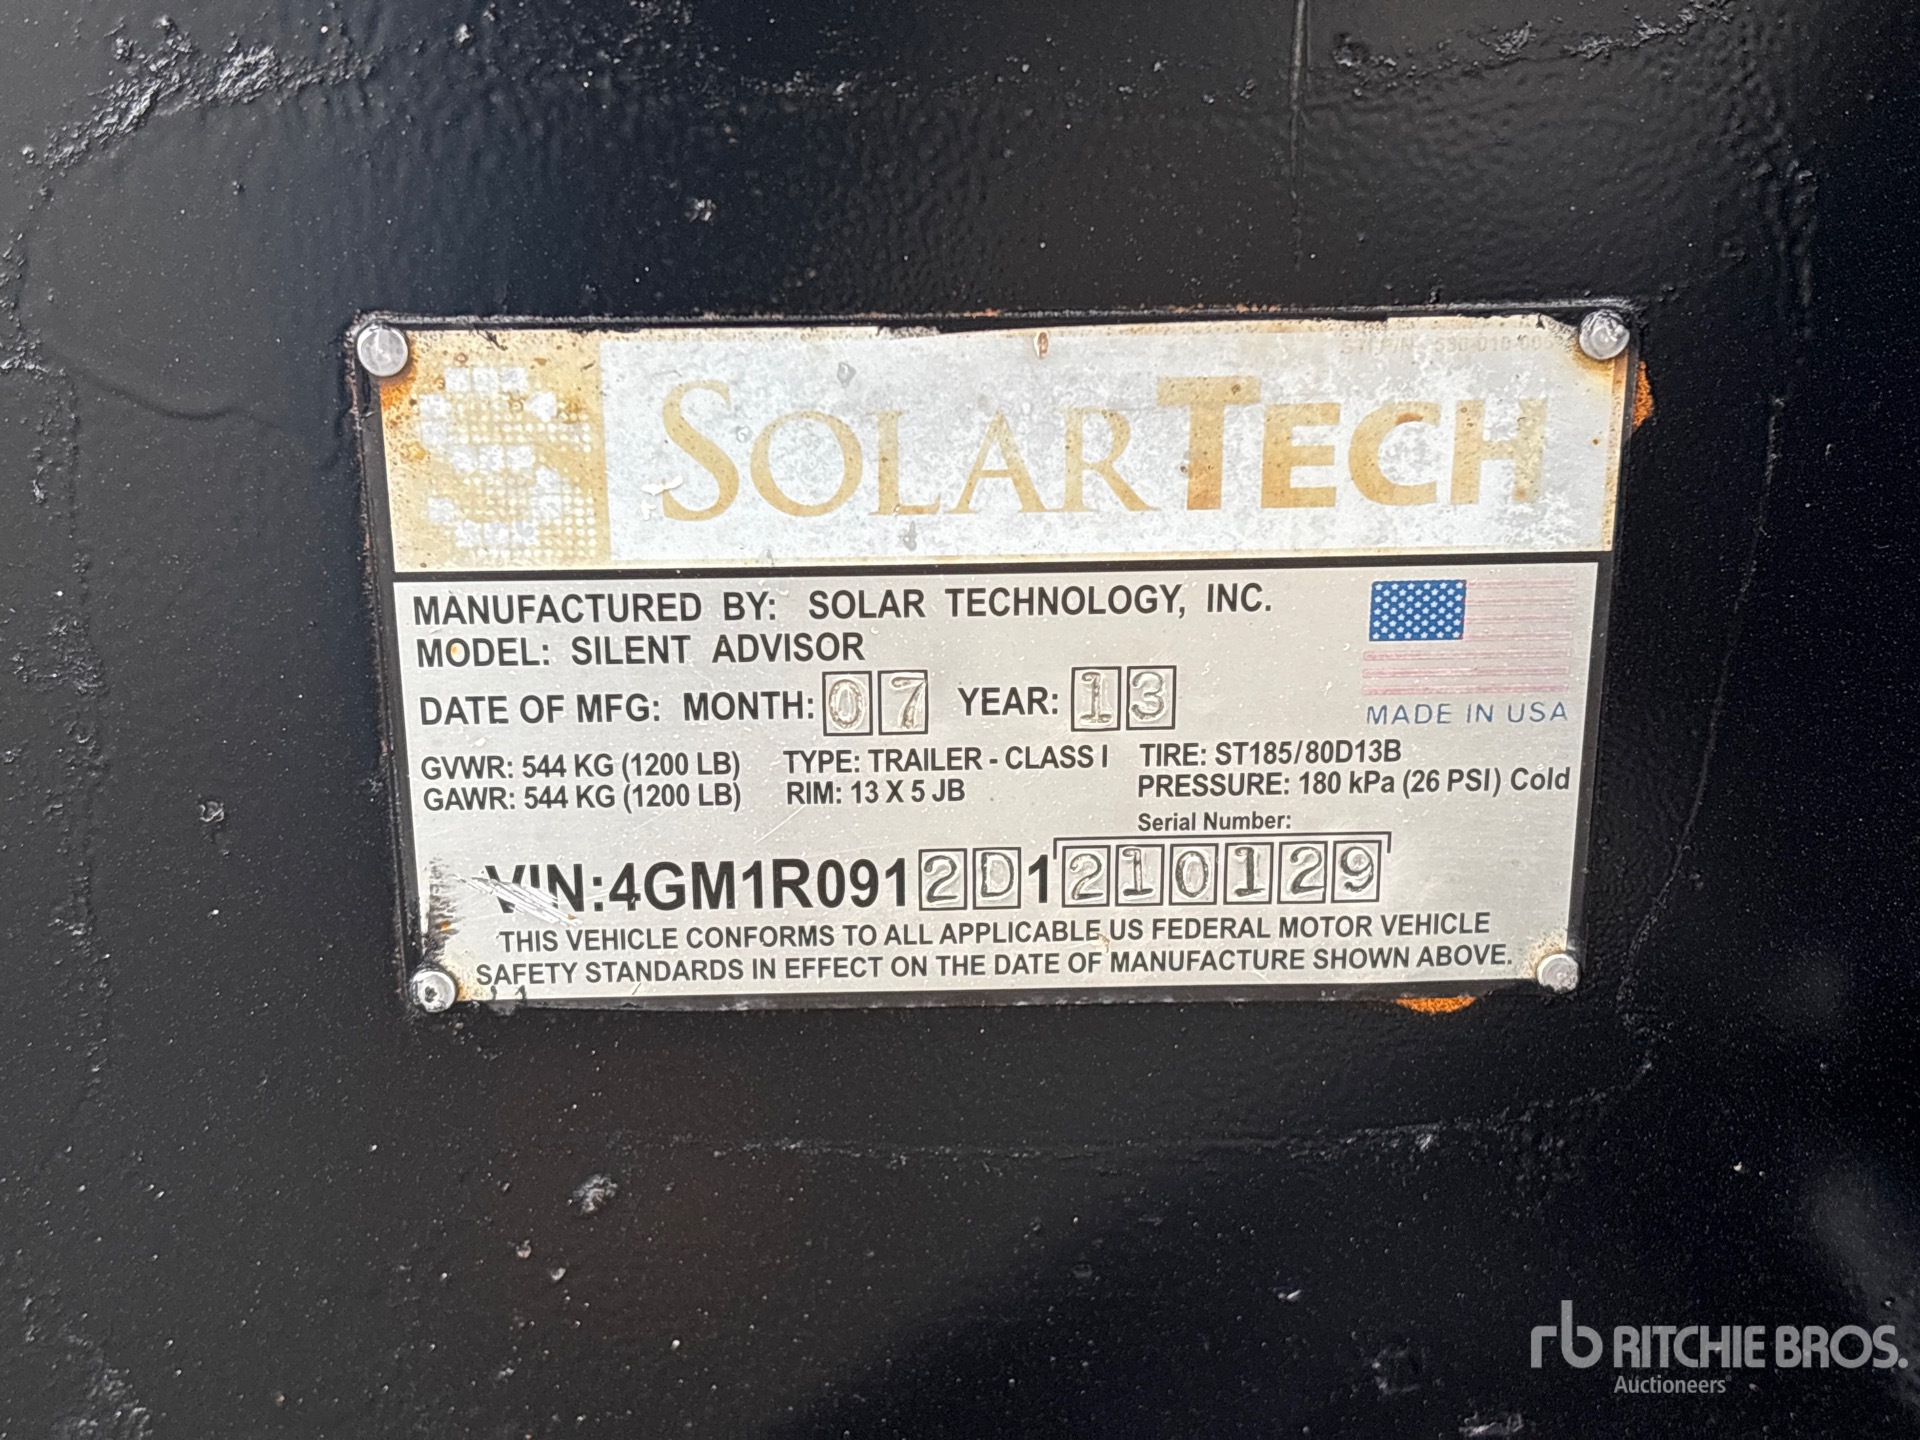 SOLARTECH
MANUFACTURED BY: SOLAR TECHNOLOGY, INC.
MODEL: SILENT ADVISOR
DATE OF MFG: MONTH: 07 YEAR: 13
MADE IN USA
GVWR: 544 KG (1200 LB) TYPE: TRAILER - CLASS I TIRE: ST185/80D13B
GAWR: 544 KG (1200 LB) RIM: 13 X 5 JB PRESSURE: 180 kPa (26 PSI) Cold
Serial Number:
VIN:4GM1R0912D1210129
THIS VEHICLE CONFORMS TO ALL APPLICABLE US FEDERAL MOTOR VEHICLE
SAFETY STANDARDS IN EFFECT ON THE DATE OF MANUFACTURE SHOWN ABOVE.
rb RITCHIE BROS.
Auctioneers